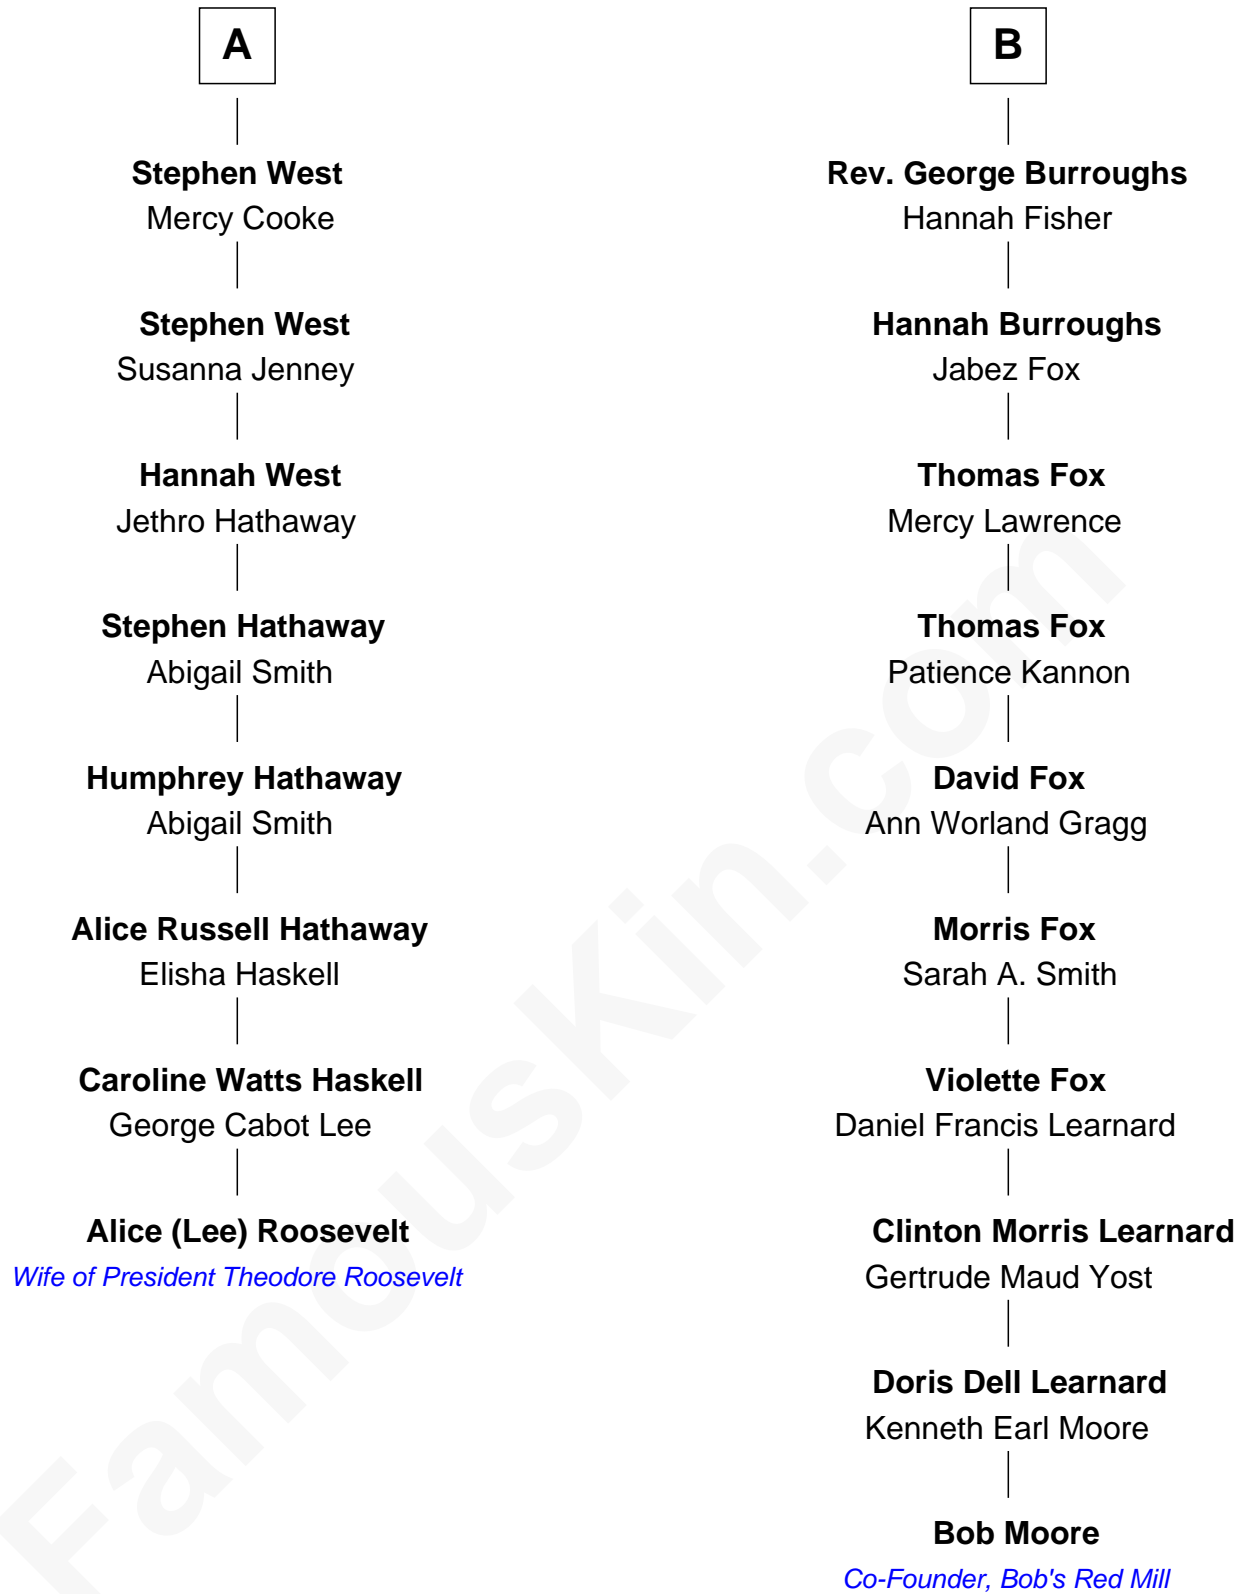 A
Stephen West
Mercy Cooke
Stephen West
Susanna Jenney
Hannah West
Jethro Hathaway
Stephen Hathaway
Abigail Smith
Humphrey Hathaway
Abigail Smith
Alice Russell Hathaway
Elisha Haskell
Caroline Watts Haskell
George Cabot Lee
Alice (Lee) Roosevelt
Wife of President Theodore Roosevelt
B
Rev. George Burroughs
Hannah Fisher
Hannah Burroughs
Jabez Fox
Thomas Fox
Mercy Lawrence
Thomas Fox
Patience Kannon
David Fox
Ann Worland Gragg
Morris Fox
Sarah A. Smith
Violette Fox
Daniel Francis Learnard
Clinton Morris Learnard
Gertrude Maud Yost
Doris Dell Learnard
Kenneth Earl Moore
Bob Moore
Co-Founder, Bob's Red Mill
FamousKin.com